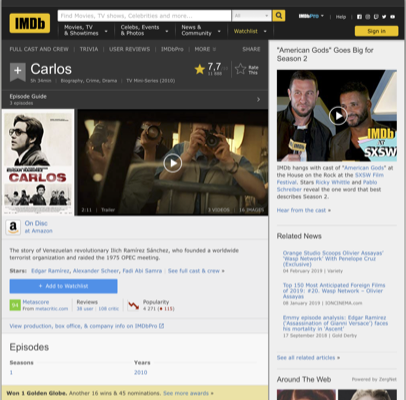 IMDb
Find Movies, TV shows, Celebrities and more...
All
IMDbPro
Help
Movies, TV & Showtimes
Celebs, Events & Photos
News & Community
Watchlist
Sign in
FULL CAST AND CREW | TRIVIA | USER REVIEWS | IMDbPro | MORE
SHARE
Carlos
5h 34min | Biography, Crime, Drama | TV Mini-Series (2010)
7,7
Rate This
Episode Guide
3 episodes
CARLOS
2:11 | Trailer
3 VIDEOS | 16 IMAGES
On Disc
at Amazon
The story of Venezuelan revolutionary Ilich Ramírez Sánchez, who founded a worldwide
terrorist organization and raided the 1975 OPEC meeting.
Stars: Edgar Ramírez, Alexander Scheer, Fadi Abi Samra | See full cast & crew »
+ Add to Watchlist
94
Metascore
From metacritic.com
Reviews
38 user | 108 critic
Popularity
4 271 (113)
View production, box office, & company info on IMDbPro
Episodes
Seasons
Years
1
2010
Won 1 Golden Globe. Another 16 wins & 45 nominations. See more awards »
"American Gods" Goes Big for
Season 2
IMDb
at
SXSW
IMDb hangs with cast of "American Gods" at
the House on the Rock at the SXSW Film
Festival. Stars Ricky Whittle and Pablo
Schreiber reveal the one word that best
describes Season 2.
Hear from the cast »
Related News
Orange Studio Scoops Olivier Assayas'
'Wasp Network' With Penelope Cruz
(Exclusive)
04 February 2019 | Variety
Top 150 Most Anticipated Foreign Films
of 2019: #20. Wasp Network – Olivier
Assayas
08 January 2019 | IONCINEMA.com
Emmy episode analysis: Edgar Ramirez
('Assassination of Gianni Versace') faces
his mortality in 'Ascent'
17 September 2018 | Gold Derby
See all related articles »
Around The Web
Powered by ZergNet